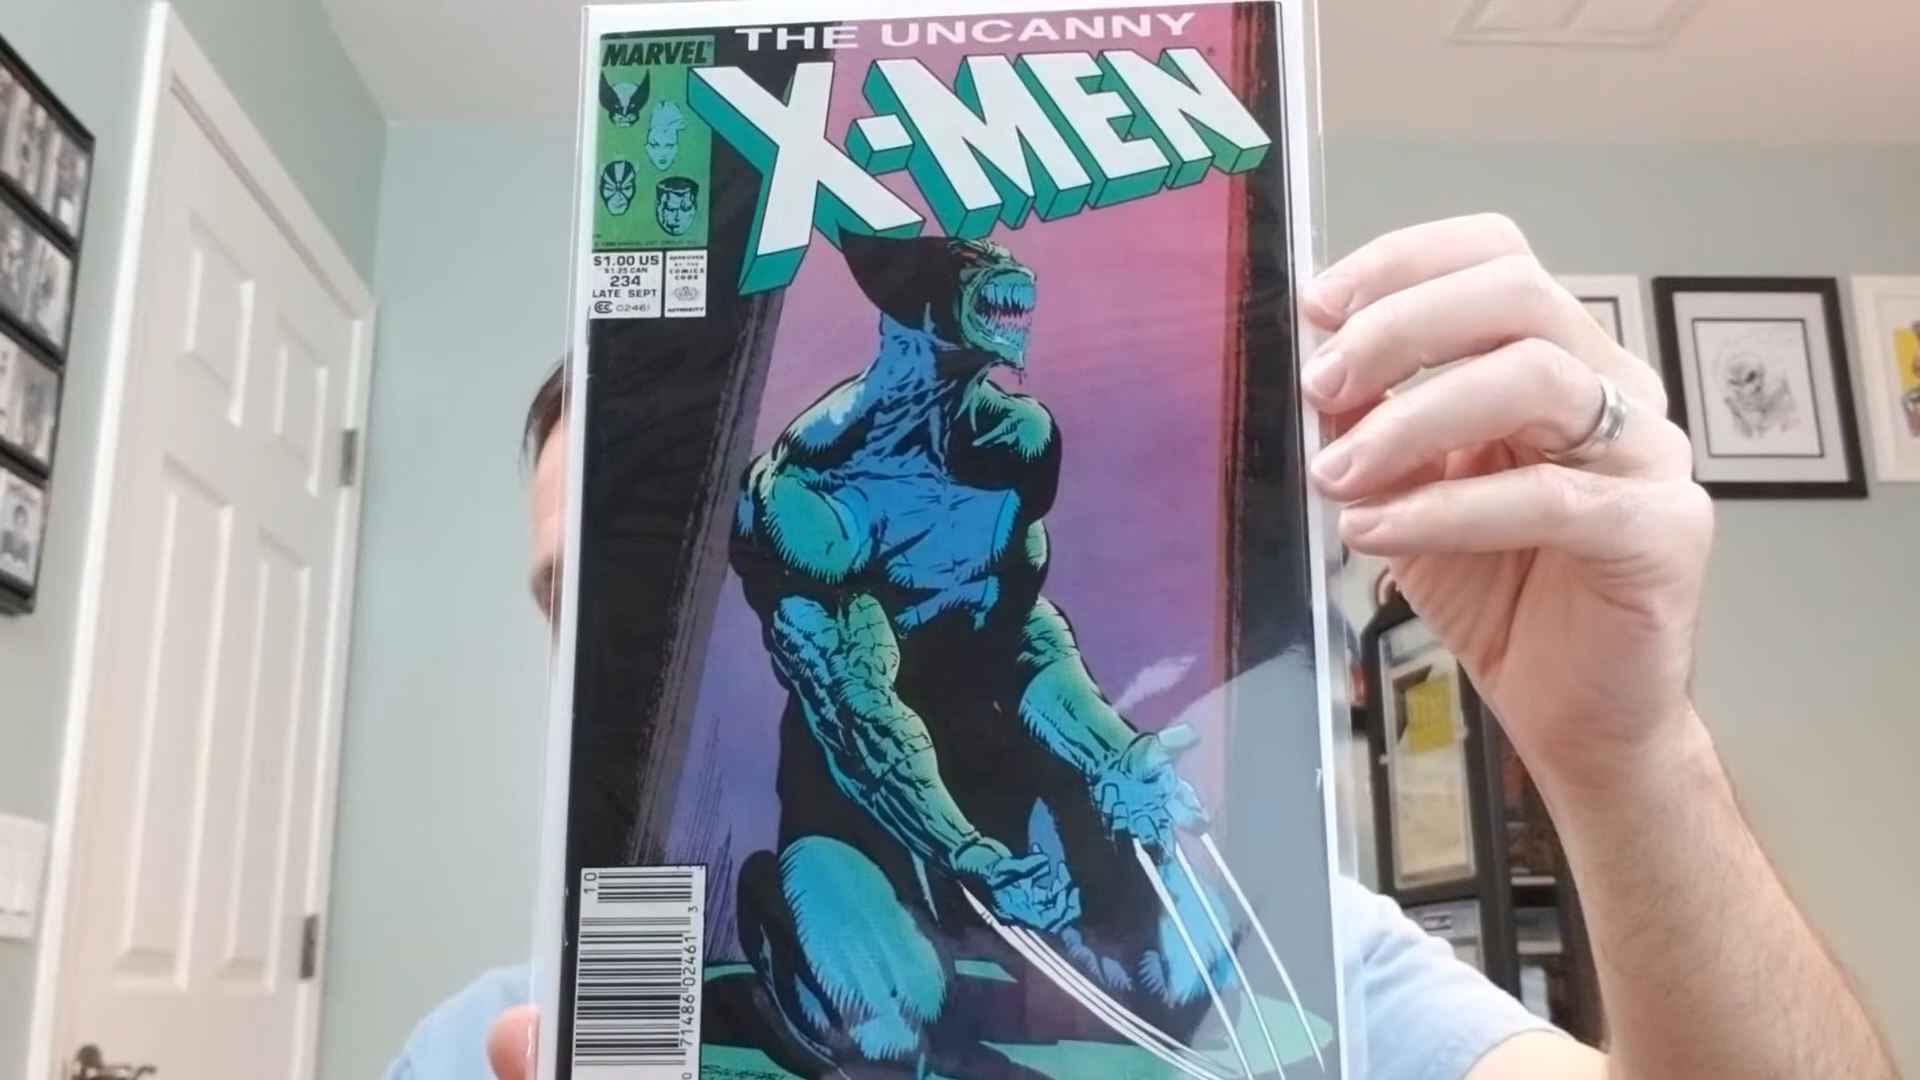 THE UNCANNY
MARVEL
X-MEN
$1.00 US
$1.25 CAN
234
LATE SEPT
CC 02461
APPROVED
BY THE
COMICS
CODE
AUTHORITY
10
3
71486 02461
0
SILVESTRI